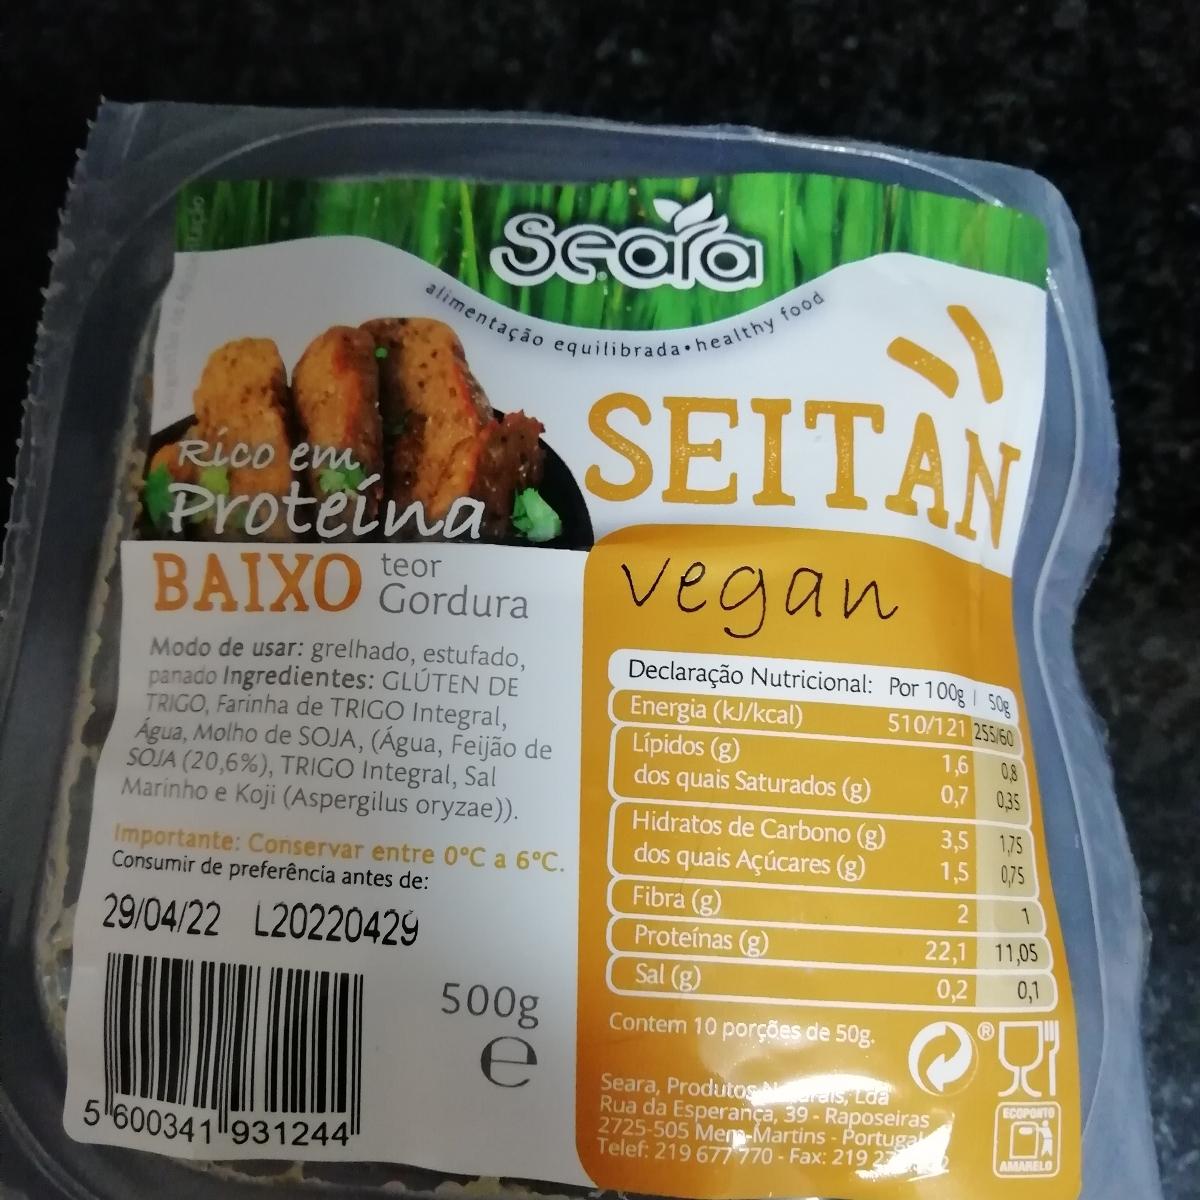 Seara
alimentação equilibrada • healthy food
SEITAN
Rico em
Proteína
BAIXO teor
Gordura
vegan
Modo de usar: grelhado, estufado,
panado Ingredientes: GLÚTEN DE
TRIGO, Farinha de TRIGO Integral,
Água, Molho de SOJA, (Água, Feijão de
SOJA (20,6%), TRIGO Integral, Sal
Marinho e Koji (Aspergilus oryzae)).
Importante: Conservar entre 0°C a 6°C.
Consumir de preferência antes de:
29/04/22 L20220429
5 600341 931244
500g
e
Declaração Nutricional: Por 100g | 50g
Energia (kJ/kcal) 510/121 255/60
Lípidos (g) 1,6 0,8
dos quais Saturados (g) 0,7 0,35
Hidratos de Carbono (g) 3,5 1,75
dos quais Açúcares (g) 1,5 0,75
Fibra (g) 2 1
Proteínas (g) 22,1 11,05
Sal (g) 0,2 0,1
Contem 10 porções de 50g.
®
Seara, Produtos Lda
Rua da Esperança, 39 - Raposeiras
2725-505 Mem-Martins - Portugal
Telef: 219 677 770 - Fax: 219
ECOPONTO
AMARELO